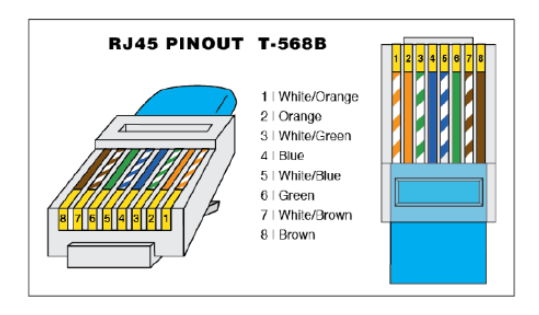 RJ45 PINOUT T-568B
1 | White/Orange
2 | Orange
3 | White/Green
4 | Blue
5 | White/Blue
6 | Green
7 | White/Brown
8 | Brown
1 2 3 4 5 6 7 8
8 7 6 5 4 3 2 1